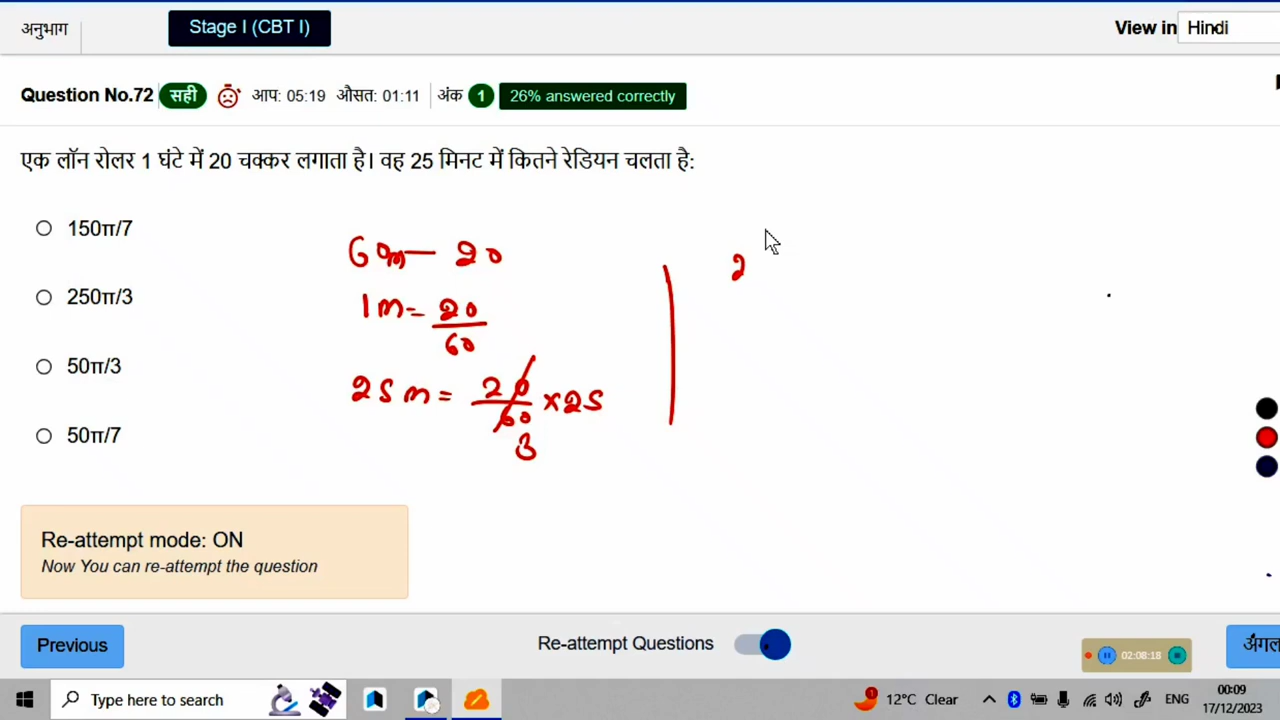 अनुभाग
Stage I (CBT I)
View in Hindi
Question No.72 सही आप: 05:19 औसत: 01:11 अंक 1 26% answered correctly
एक लॉन रोलर 1 घंटे में 20 चक्कर लगाता है। वह 25 मिनट में कितने रेडियन चलता है:
150π/7
250π/3
50π/3
50π/7
60m — 20
1m = 20/60
25m = 20/60 × 25
3
2
Re-attempt mode: ON
Now You can re-attempt the question
Previous
Re-attempt Questions
02:08:18
अगल
Type here to search
1
12°C Clear
ENG
00:09
17/12/2023